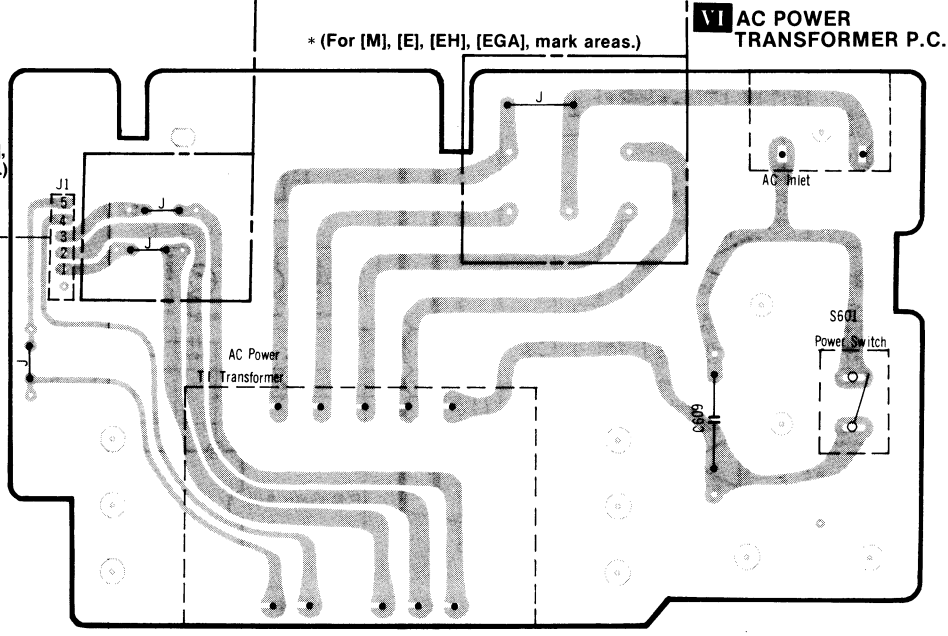 VI AC POWER
TRANSFORMER P.C.
* (For [M], [E], [EH], [EGA], mark areas.)
.)
J
AC Inlet
J1
5
4
3
2
1
J
J
J
S601
Power Switch
AC Power
T1 Transformer
C609